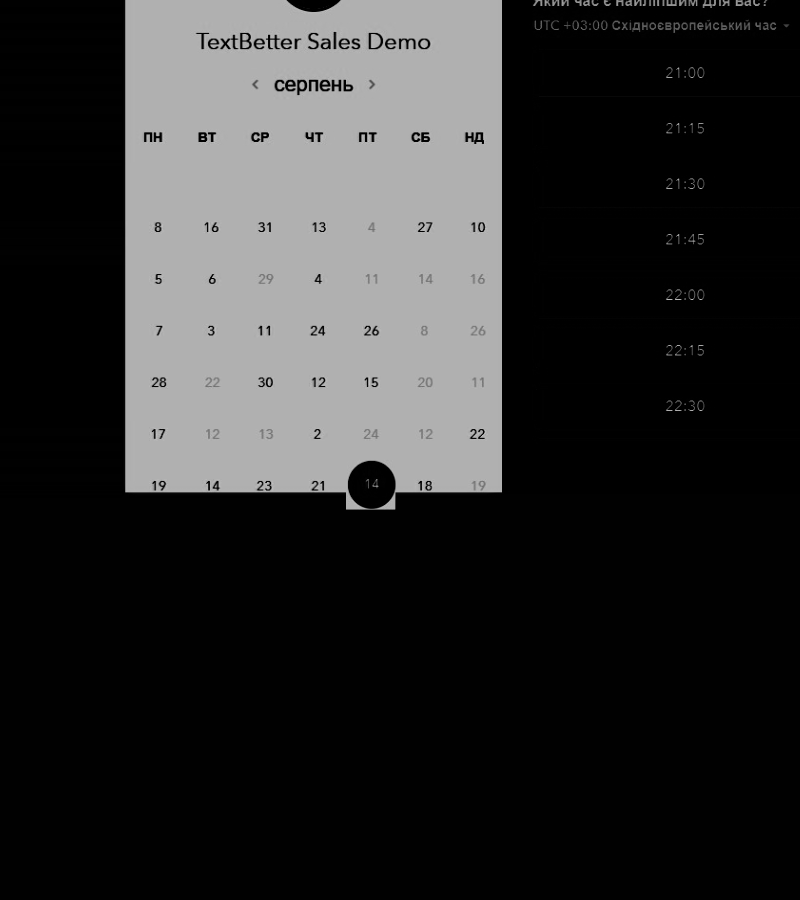 TextBetter Sales Demo
‹ серпень ›
ПН ВТ СР ЧТ ПТ СБ НД
8 16 31 13 4 27 10
5 6 29 4 11 14 16
7 3 11 24 26 8 26
28 22 30 12 15 20 11
17 12 13 2 24 12 22
19 14 23 21 14 18 19
Який час є найліпшим для вас?
UTC +03:00 Східноєвропейський час
21:00
21:15
21:30
21:45
22:00
22:15
22:30